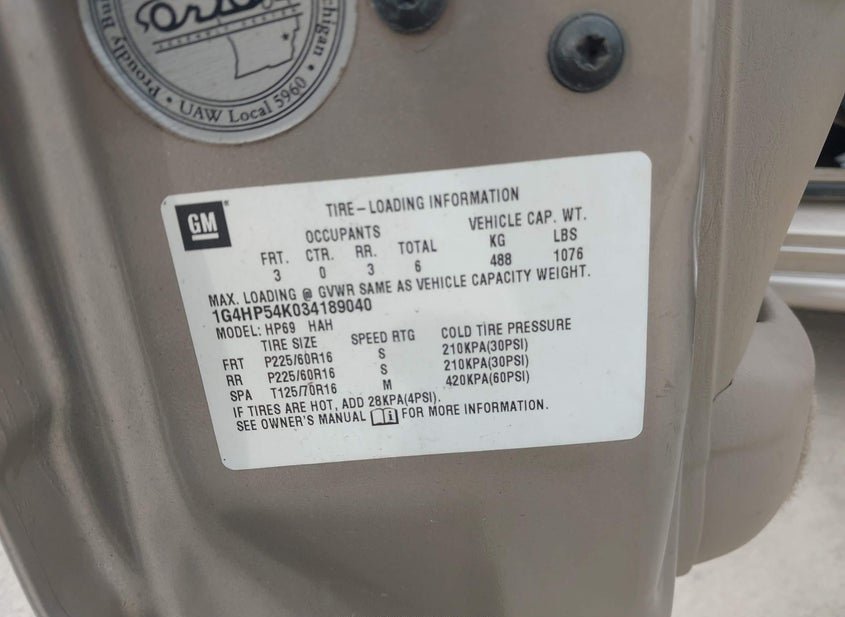 Proudly
chigan
UAW Local 5960
GM
TIRE-LOADING INFORMATION
OCCUPANTS VEHICLE CAP. WT.
FRT. CTR. RR. TOTAL KG LBS
3 0 3 6 488 1076
MAX. LOADING @ GVWR SAME AS VEHICLE CAPACITY WEIGHT.
1G4HP54K034189040
MODEL: HP69 HAH
TIRE SIZE SPEED RTG COLD TIRE PRESSURE
FRT P225/60R16 S 210KPA(30PSI)
RR P225/60R16 S 210KPA(30PSI)
SPA T125/70R16 M 420KPA(60PSI)
IF TIRES ARE HOT, ADD 28KPA(4PSI).
SEE OWNER'S MANUAL FOR MORE INFORMATION.